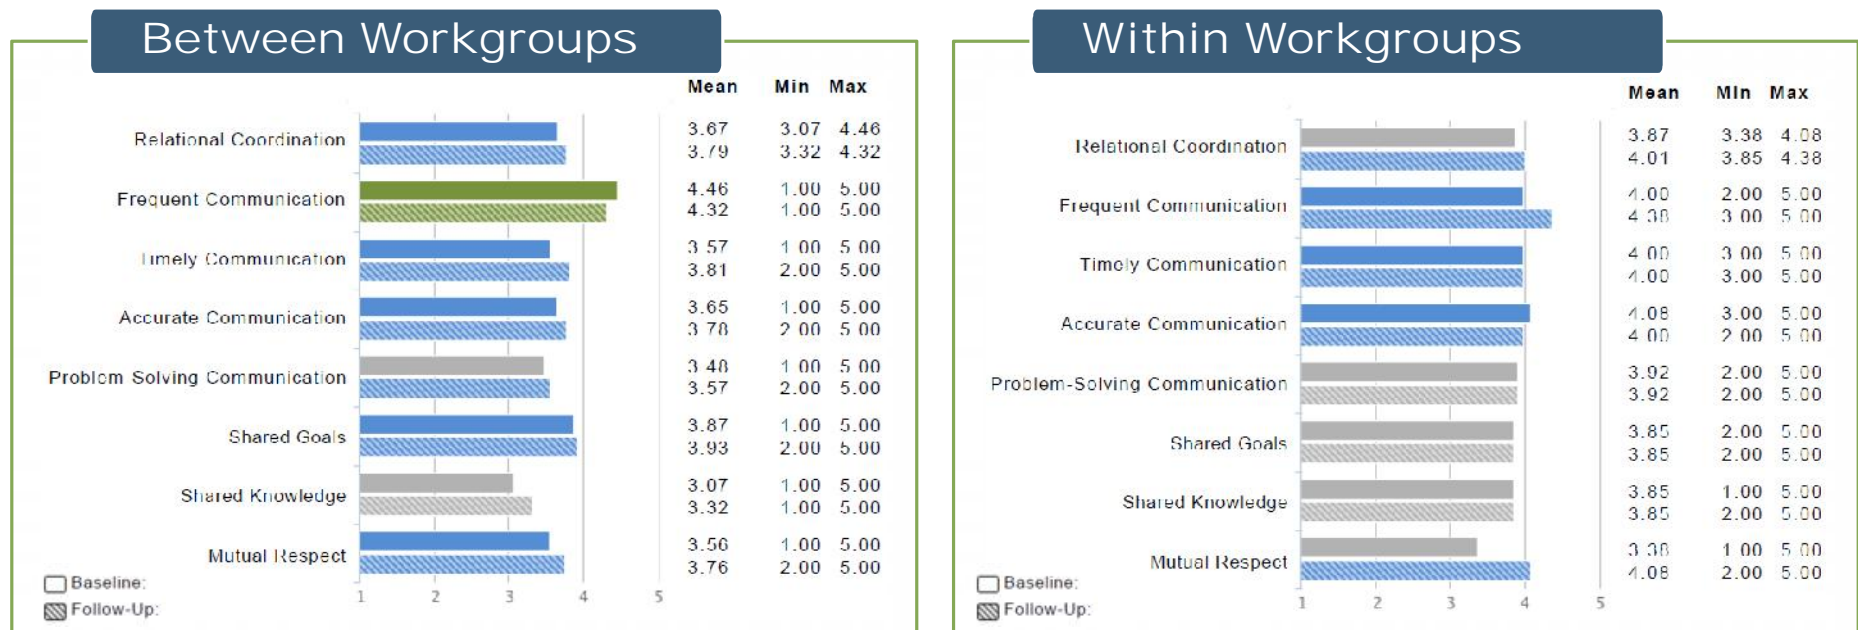 Between Workgroups
Mean Min Max
Relational Coordination
3.67 3.07 4.46
3.79 3.32 4.32
Frequent Communication
4.46 1.00 5.00
4.32 1.00 5.00
Timely Communication
3.57 1.00 5.00
3.81 2.00 5.00
Accurate Communication
3.65 1.00 5.00
3.78 2.00 5.00
Problem Solving Communication
3.48 1.00 5.00
3.57 2.00 5.00
Shared Goals
3.87 1.00 5.00
3.93 2.00 5.00
Shared Knowledge
3.07 1.00 5.00
3.32 1.00 5.00
Mutual Respect
3.56 1.00 5.00
3.76 2.00 5.00
Baseline:
Follow-Up:
1 2 3 4 5
Within Workgroups
Mean Min Max
Relational Coordination
3.87 3.38 4.08
4.01 3.85 4.38
Frequent Communication
4.00 2.00 5.00
4.38 3.00 5.00
Timely Communication
4.00 3.00 5.00
4.00 3.00 5.00
Accurate Communication
4.08 3.00 5.00
4.00 2.00 5.00
Problem-Solving Communication
3.92 2.00 5.00
3.92 2.00 5.00
Shared Goals
3.85 2.00 5.00
3.85 2.00 5.00
Shared Knowledge
3.85 1.00 5.00
3.85 2.00 5.00
Mutual Respect
3.38 1.00 5.00
4.08 2.00 5.00
Baseline:
Follow-Up:
1 2 3 4 5